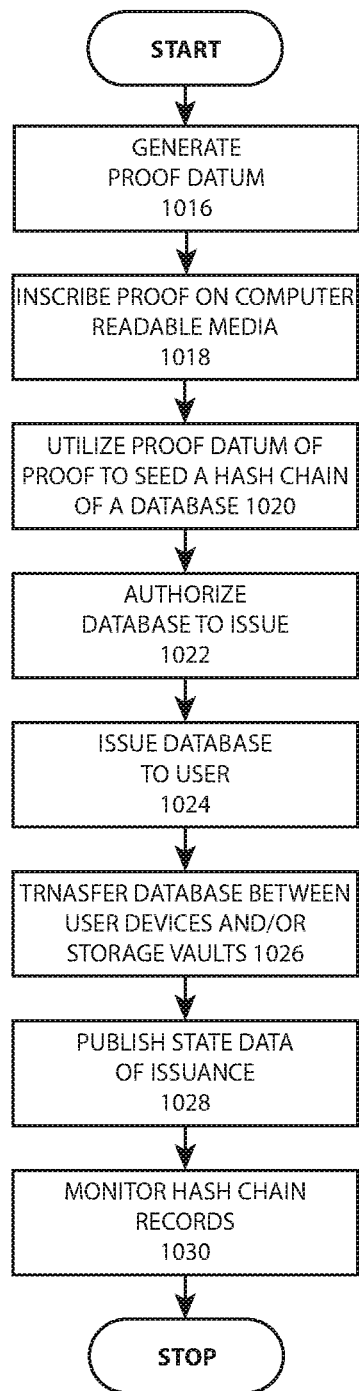 START
GENERATE
PROOF DATUM
1016
INSCRIBE PROOF ON COMPUTER
READABLE MEDIA
1018
UTILIZE PROOF DATUM OF
PROOF TO SEED A HASH CHAIN
OF A DATABASE 1020
AUTHORIZE
DATABASE TO ISSUE
1022
ISSUE DATABASE
TO USER
1024
TRNASFER DATABASE BETWEEN
USER DEVICES AND/OR
STORAGE VAULTS 1026
PUBLISH STATE DATA
OF ISSUANCE
1028
MONITOR HASH CHAIN
RECORDS
1030
STOP